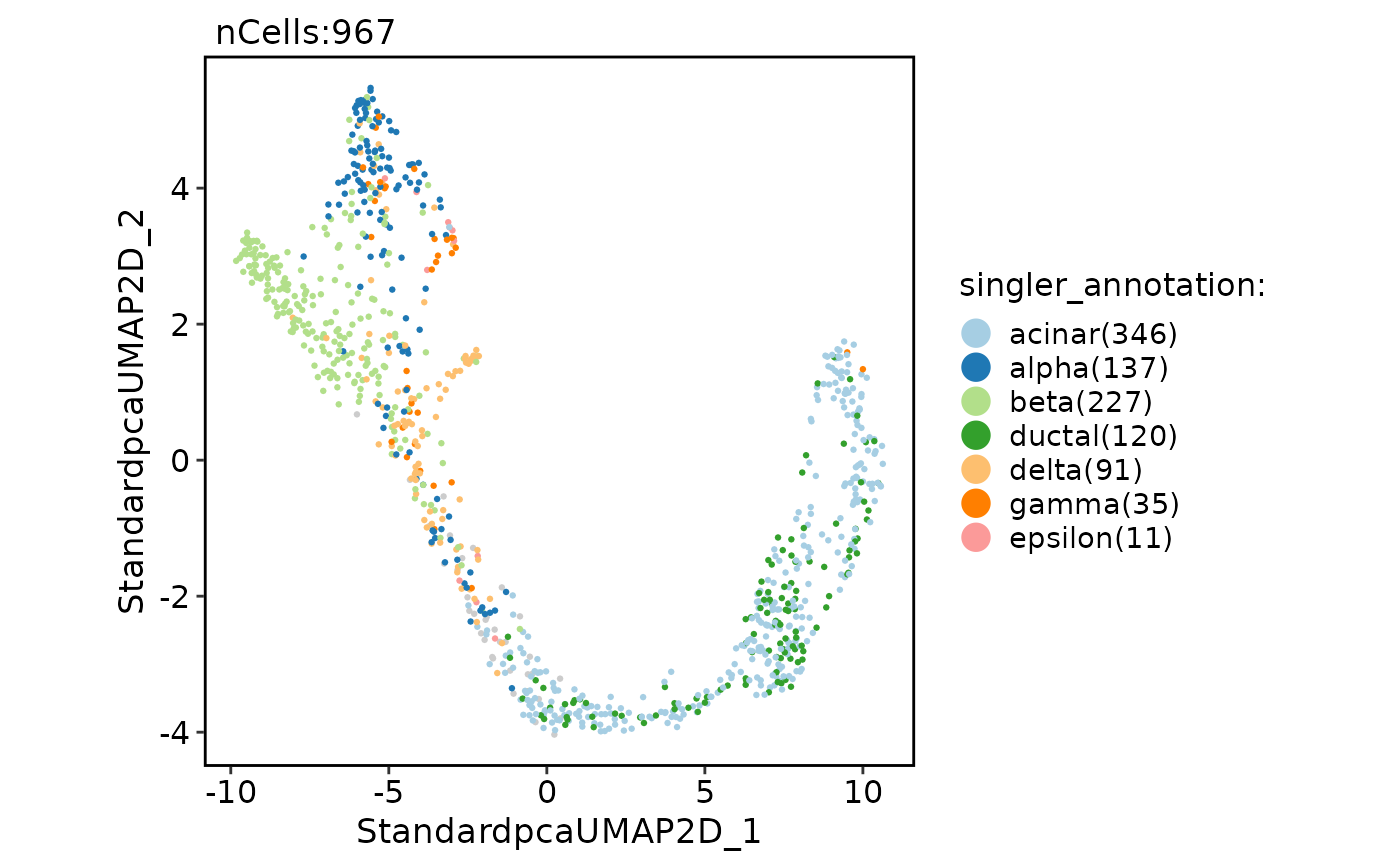 nCells:967
StandardpcaUMAP2D_2
4
2
0
-2
-4
-10
-5
0
5
10
StandardpcaUMAP2D_1
singler_annotation:
acinar(346)
alpha(137)
beta(227)
ductal(120)
delta(91)
gamma(35)
epsilon(11)